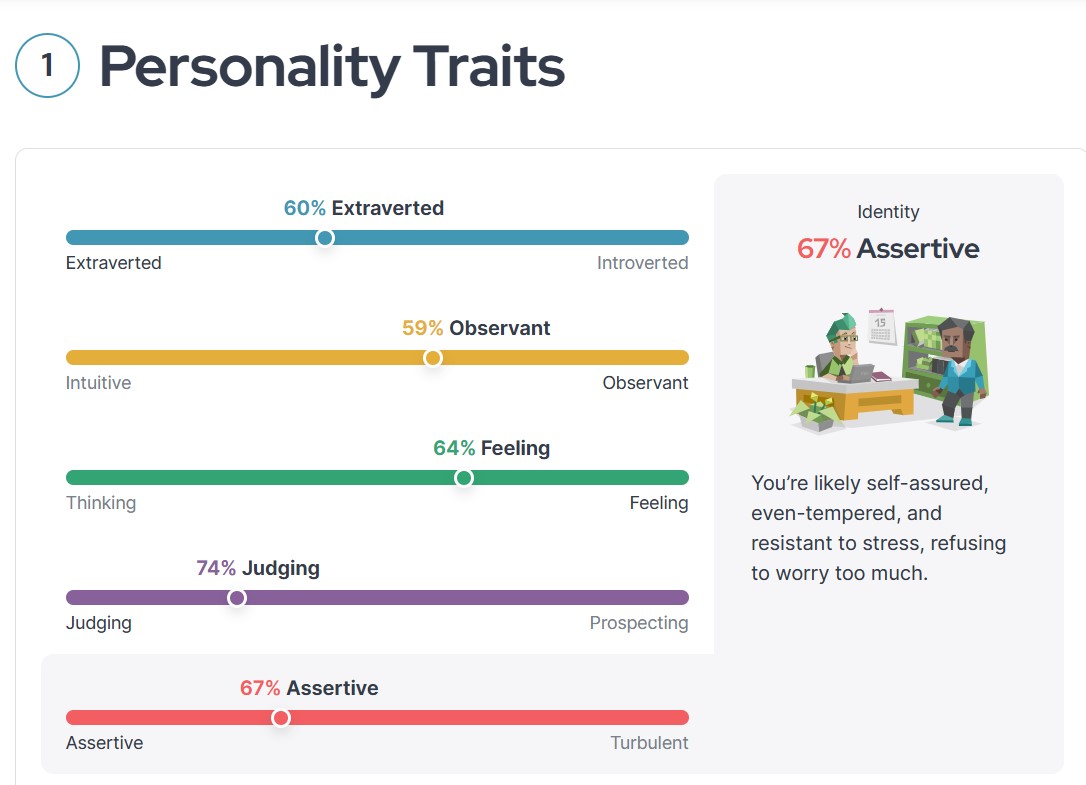 1 Personality Traits
60% Extraverted
Extraverted Introverted
59% Observant
Intuitive Observant
64% Feeling
Thinking Feeling
74% Judging
Judging Prospecting
67% Assertive
Assertive Turbulent
Identity
67% Assertive
15
You’re likely self-assured,
even-tempered, and
resistant to stress, refusing
to worry too much.